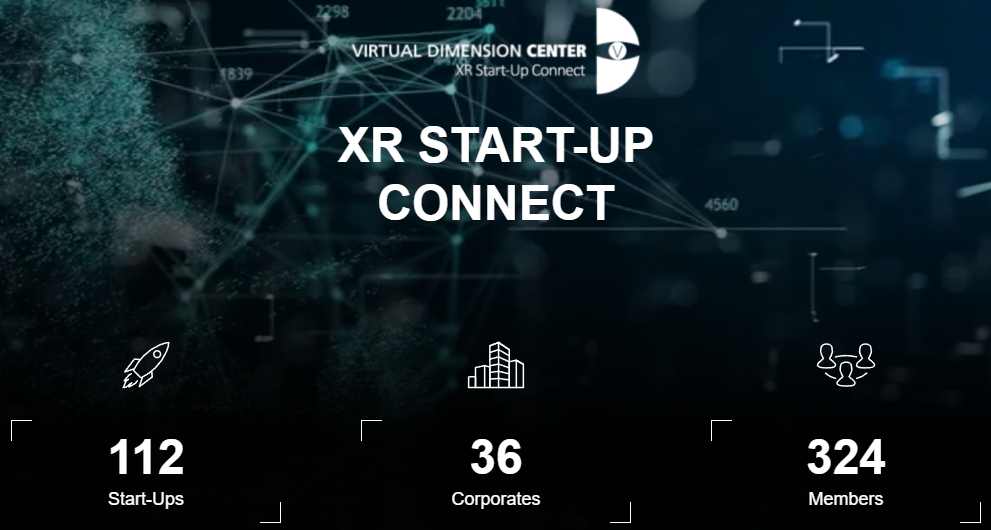 2298
2204
3811
VIRTUAL DIMENSION CENTER
XR Start-Up Connect
V
1839
XR START-UP
CONNECT
4560
112
Start-Ups
36
Corporates
324
Members